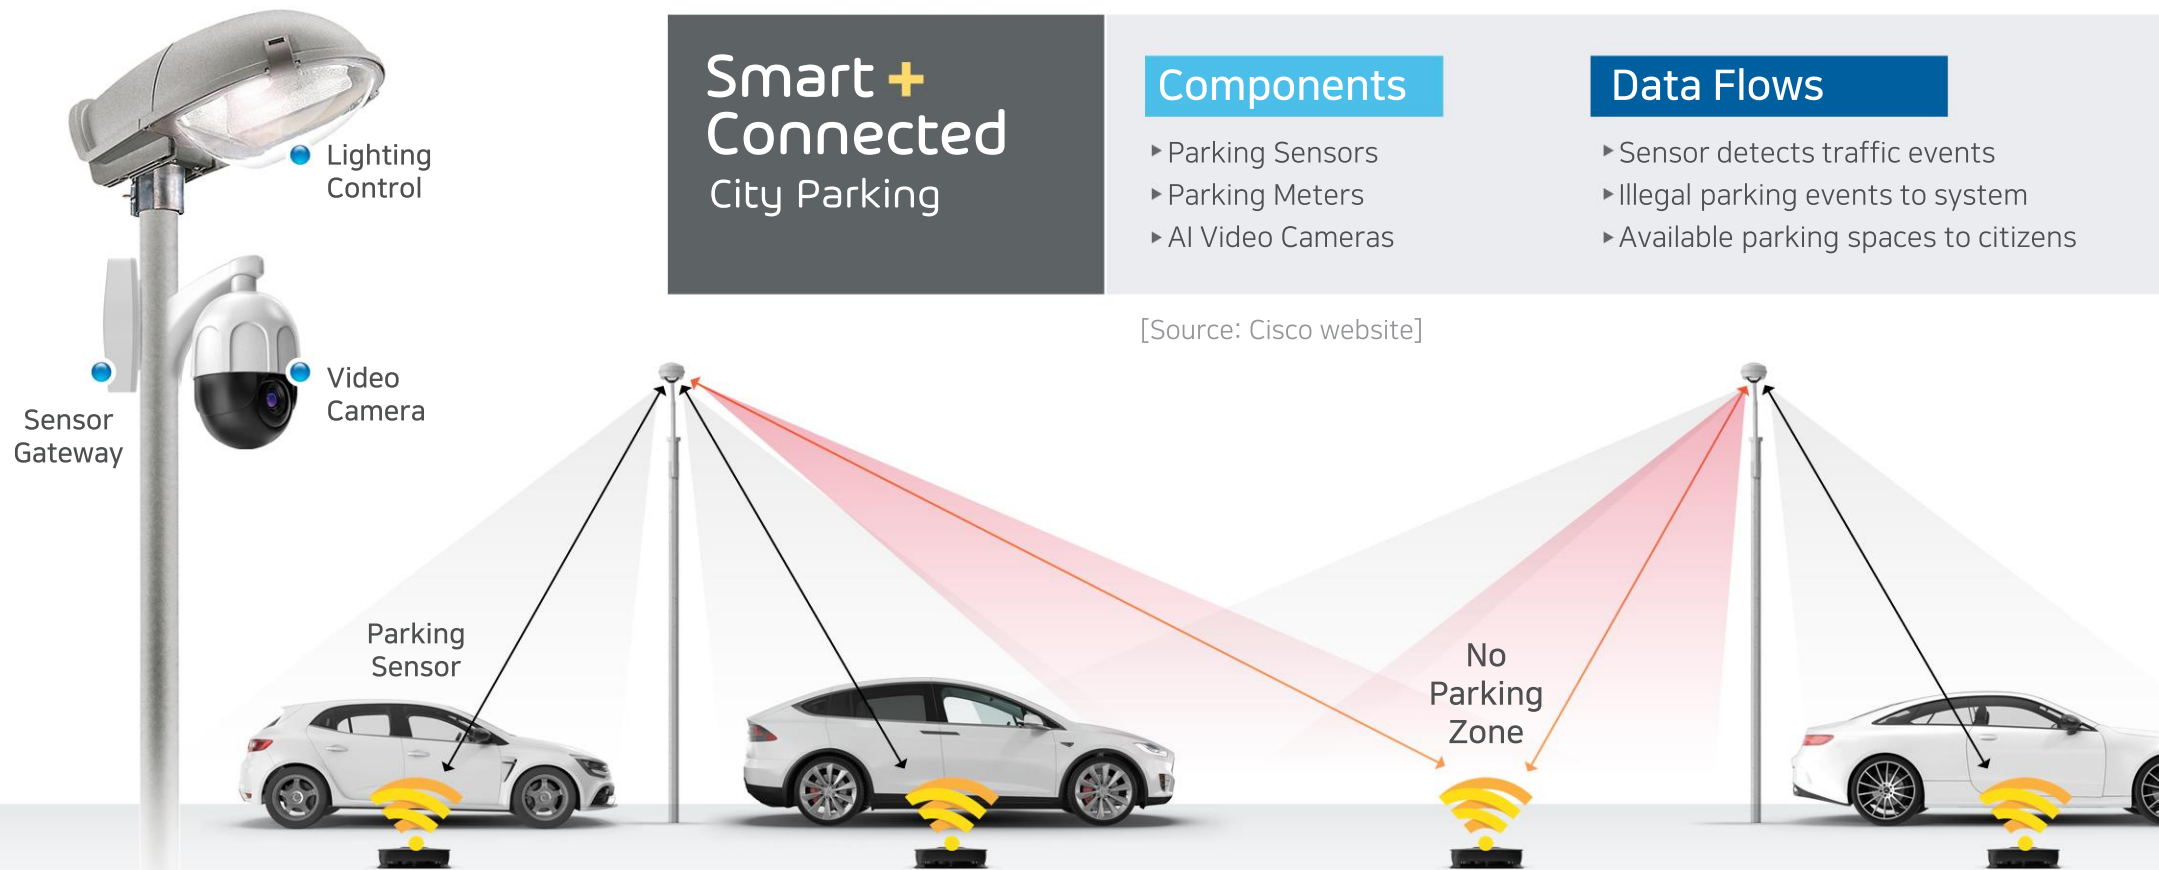 Smart +
Connected
City Parking
Components
▸ Parking Sensors
▸ Parking Meters
▸ AI Video Cameras
Data Flows
▸ Sensor detects traffic events
▸ Illegal parking events to system
▸ Available parking spaces to citizens
[Source: Cisco website]
Lighting
Control
Video
Camera
Sensor
Gateway
Parking
Sensor
No
Parking
Zone